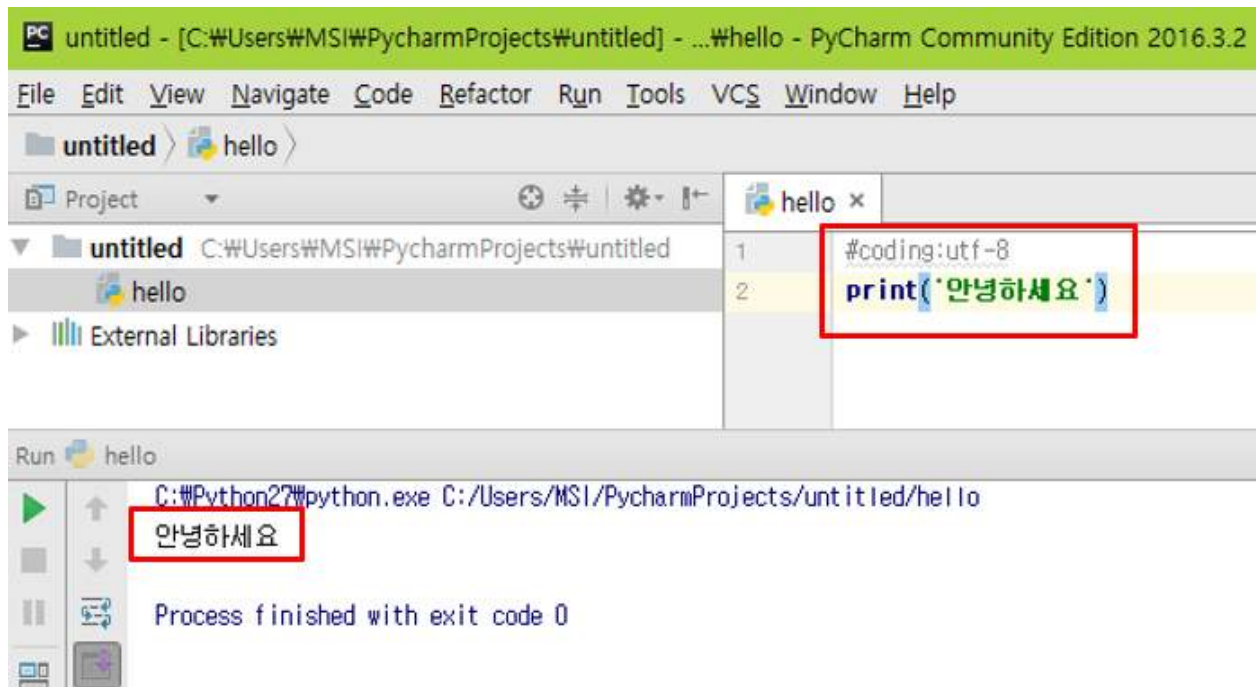 untitled - [C:₩Users₩MSI₩PycharmProjects₩untitled] - ...₩hello - PyCharm Community Edition 2016.3.2
File Edit View Navigate Code Refactor Run Tools VCS Window Help
untitled hello
Project
hello ×
untitled C:₩Users₩MSI₩PycharmProjects₩untitled
hello
External Libraries
1 #coding:utf-8
2 print('안녕하세요')
Run hello
C:₩Python27₩python.exe C:/Users/MSI/PycharmProjects/untitled/hello
안녕하세요
Process finished with exit code 0